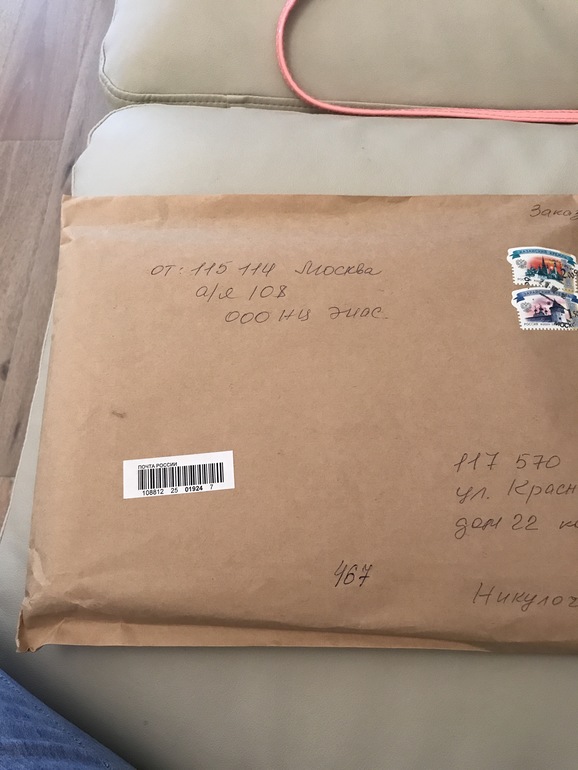 Заказ
от: 115 114 Москва
а/я 108
ООО НЦ ЭНАС.
ПОЧТА РОССИИ
108812 25 01924 7
117 570
ул. Красн
дом 22 к
467
Никулоч